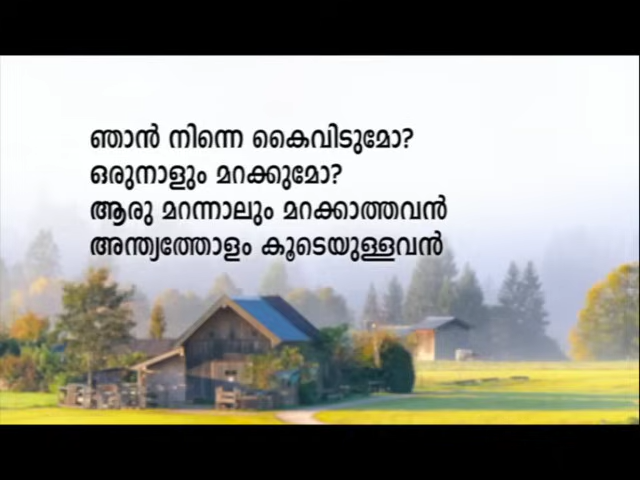 ഞാൻ നിന്നെ കൈവിടുമോ?
ഒരുനാളും മറക്കുമോ?
ആരു മറന്നാലും മറക്കാത്തവൻ
അന്ത്യത്തോളം കൂടെയുള്ളവൻ